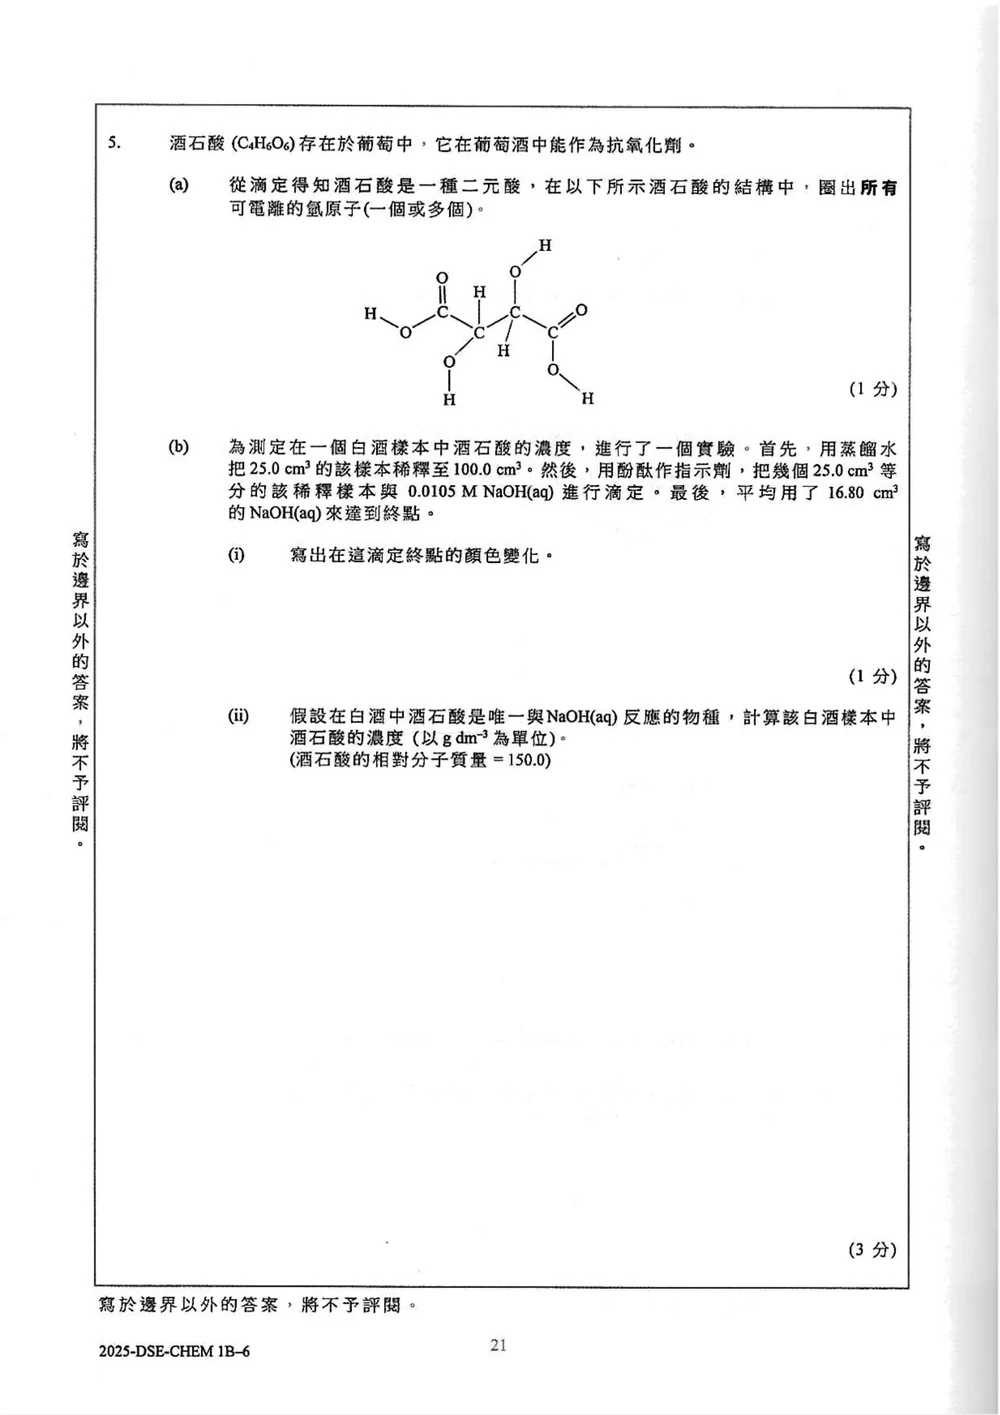 5. 酒石酸 (C₄H₆O₆) 存在於葡萄中，它在葡萄酒中能作為抗氧化劑。
(a) 從滴定得知酒石酸是一種二元酸，在以下所示酒石酸的結構中，圈出所有
可電離的氫原子(一個或多個)。
H
O
O H
H O C C O
C H C
O O
H H
(1 分)
(b) 為測定在一個白酒樣本中酒石酸的濃度，進行了一個實驗。首先，用蒸餾水
把 25.0 cm³ 的該樣本稀釋至 100.0 cm³。然後，用酚酞作指示劑，把幾個 25.0 cm³ 等
分的該稀釋樣本與 0.0105 M NaOH(aq) 進行滴定。最後，平均用了 16.80 cm³
的 NaOH(aq) 來達到終點。
(i) 寫出在這滴定終點的顏色變化。
(1 分)
(ii) 假設在白酒中酒石酸是唯一與NaOH(aq) 反應的物種，計算該白酒樣本中
酒石酸的濃度 (以 g dm⁻³ 為單位)。
(酒石酸的相對分子質量 = 150.0)
(3 分)
寫於邊界以外的答案，將不予評閱。
寫於邊界以外的答案，將不予評閱。
寫於邊界以外的答案，將不予評閱。
2025-DSE-CHEM 1B–6
21